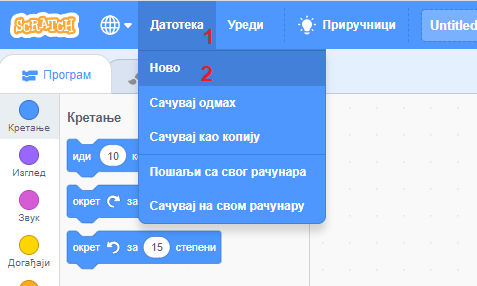 SCRATCH Датотека Уреди Приручници Untitled
1
Ново
2
Програм
Сачувај одмах
Кретање
Кретање
Сачувај као копију
иди 10
Пошаљи са свог рачунара
Изглед
окрет за
Сачувај на свом рачунару
Звук
окрет за 15 степени
Догађаји